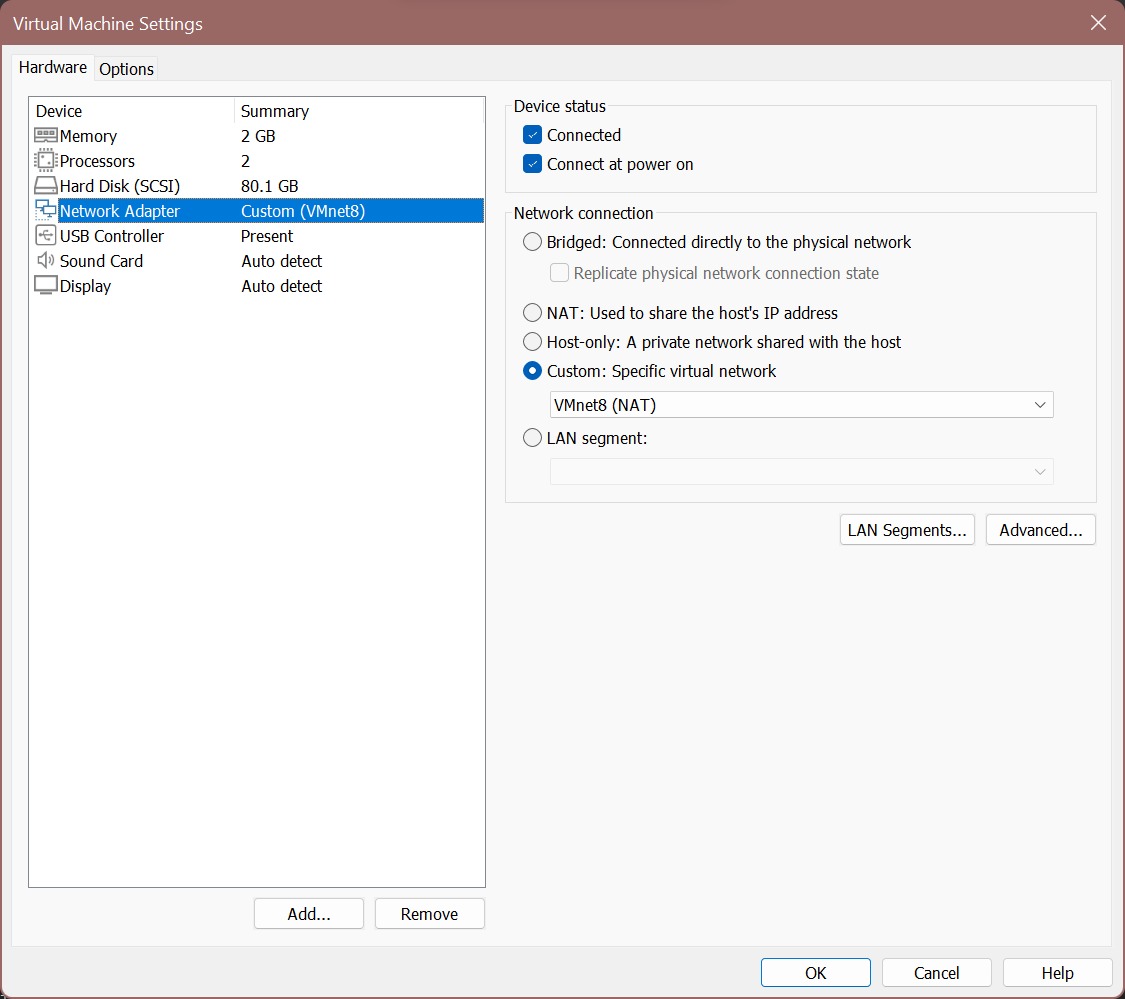 Virtual Machine Settings
Hardware Options
Device Summary
Memory 2 GB
Processors 2
Hard Disk (SCSI) 80.1 GB
Network Adapter Custom (VMnet8)
USB Controller Present
Sound Card Auto detect
Display Auto detect
Add... Remove
Device status
Connected
Connect at power on
Network connection
Bridged: Connected directly to the physical network
Replicate physical network connection state
NAT: Used to share the host's IP address
Host-only: A private network shared with the host
Custom: Specific virtual network
VMnet8 (NAT)
LAN segment:
LAN Segments... Advanced...
OK Cancel Help